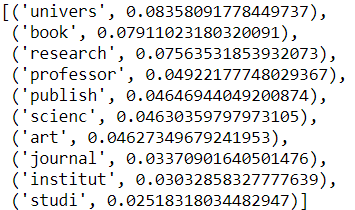 [('univers', 0.08358091778449737),
('book', 0.07911023180320091),
('research', 0.07563531853932073),
('professor', 0.04922177748029367),
('publish', 0.04646944049200874),
('scienc', 0.04630359797973105),
('art', 0.04627349679241953),
('journal', 0.03370901640501476),
('institut', 0.03032858327777639),
('studi', 0.02518318034482947)]